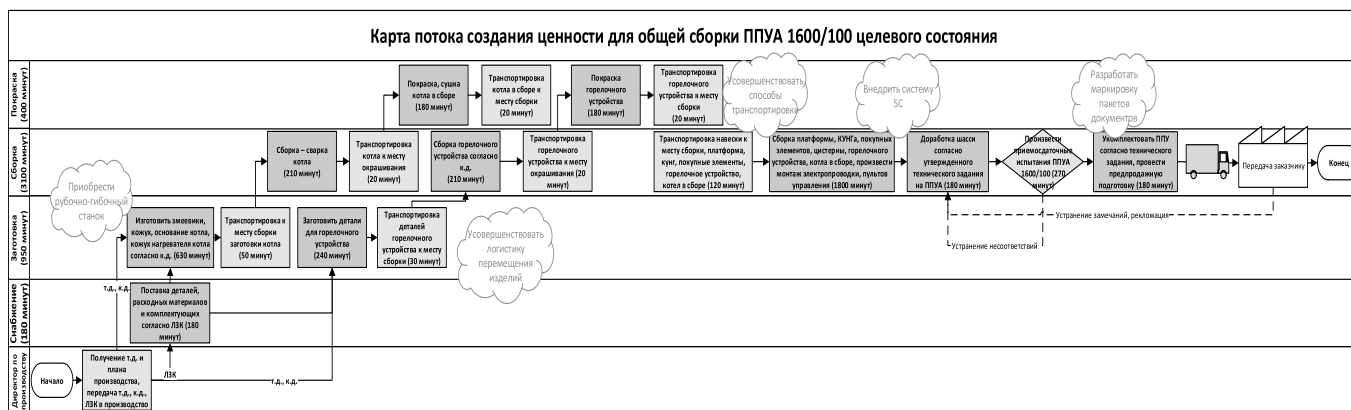 Карта потока создания ценности для общей сборки ППУА 1600/100 целевого состояния
Покраска
(400 минут)
Покраска, сушка
котла в сборе
(180 минут)
Транспортировка
котла в сборе к
месту сборки
(20 минут)
Покраска
горелочного
устройства
(180 минут)
Транспортировка
горелочного
устройства к месту
сборки
(20 минут)
Усовершенствовать
способы
транспортировки
Внедрить систему
5С
Разработать
маркировку
пакетов
документов
Сборка
(3100 минут)
Сборка – сварка
котла
(210 минут)
Транспортировка
котла к месту
окрашивания
(20 минут)
Сборка горелочного
устройства согласно
к.д.
(210 минут)
Транспортировка
горелочного
устройства к месту
окрашивания (20
минут)
Транспортировка навески к
месту сборки, платформа,
кунг, покупные элементы,
горелочное устройство,
котел в сборе (120 минут)
Сборка платформы, КУНГа, покупных
элементов, цистерны, горелочного
устройства, котла в сборе, произвести
монтаж электропроводки, пультов
управления (1800 минут)
Доработка шасси
согласно
утвержденного
технического задания
на ППУА (180 минут)
Произвести
приемосдаточные
испытания ППУА
1600/100 (270
минут)
Укомплектовать ППУ
согласно технического
задания, провести
предпродажную
подготовку (180 минут)
Передача заказчику
Конец
Устранение замечаний, рекломация
Устранение несоответствий
Заготовка
(950 минут)
Приобрести
рубочно-гибочный
станок
Изготовить змеевики,
кожух, основание котла,
кожух нагревателя котла
согласно к.д. (630 минут)
Транспортировка к
месту сборки
заготовки котла
(50 минут)
Заготовить детали
для горелочного
устройства
(240 минут)
Транспортировка
деталей
горелочного
устройства к месту
сборки (30 минут)
Усовершенствовать
логистику
перемещения
изделий
т.д., к.д.
Снабжение
(180 минут)
Поставка деталей,
расходных материалов
и комплектующих
согласно ЛЗК (180
минут)
Директор по
производству
Начало
Получение т.д. и
плана
производства,
передача т.д., к.д.,
ЛЗК в производство
ЛЗК
т.д., к.д.